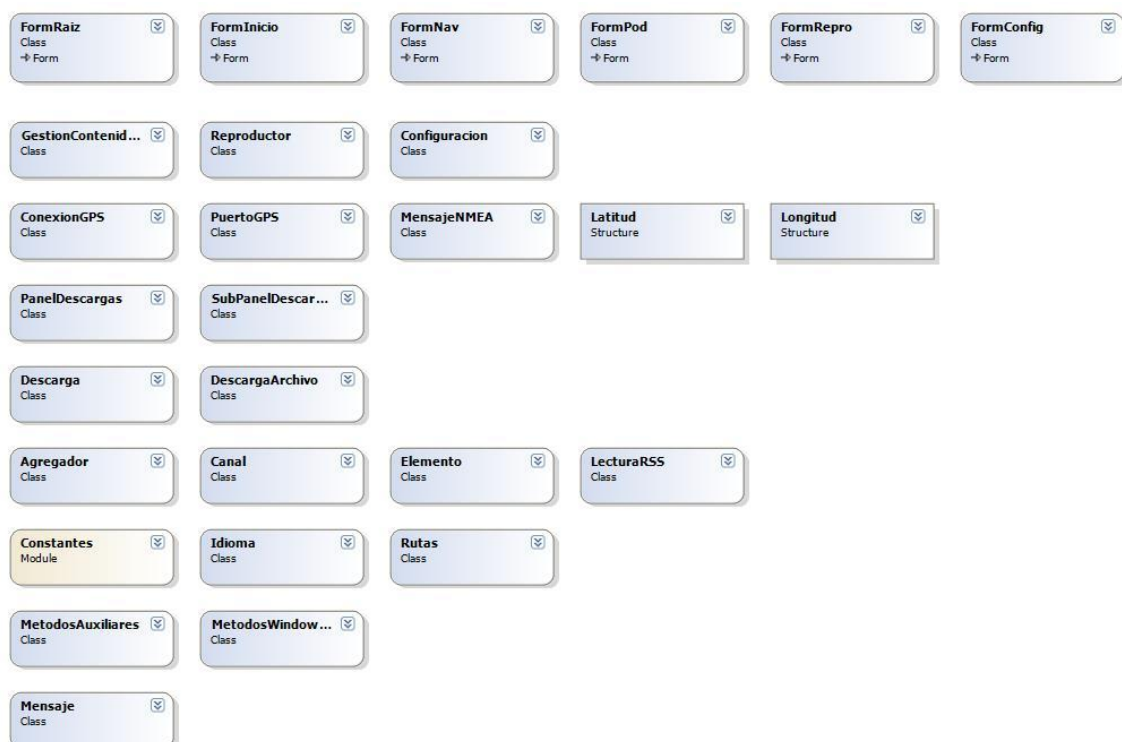 FormRaiz
Class
Form
FormInicio
Class
Form
FormNav
Class
Form
FormPod
Class
Form
FormRepro
Class
Form
FormConfig
Class
Form
GestionContenid...
Class
Reproductor
Class
Configuracion
Class
ConexionGPS
Class
PuertoGPS
Class
MensajeNMEA
Class
Latitud
Structure
Longitud
Structure
PanelDescargas
Class
SubPanelDescar...
Class
Descarga
Class
DescargaArchivo
Class
Agregador
Class
Canal
Class
Elemento
Class
LecturaRSS
Class
Constantes
Module
Idioma
Class
Rutas
Class
MetodosAuxiliares
Class
MetodosWindow...
Class
Mensaje
Class